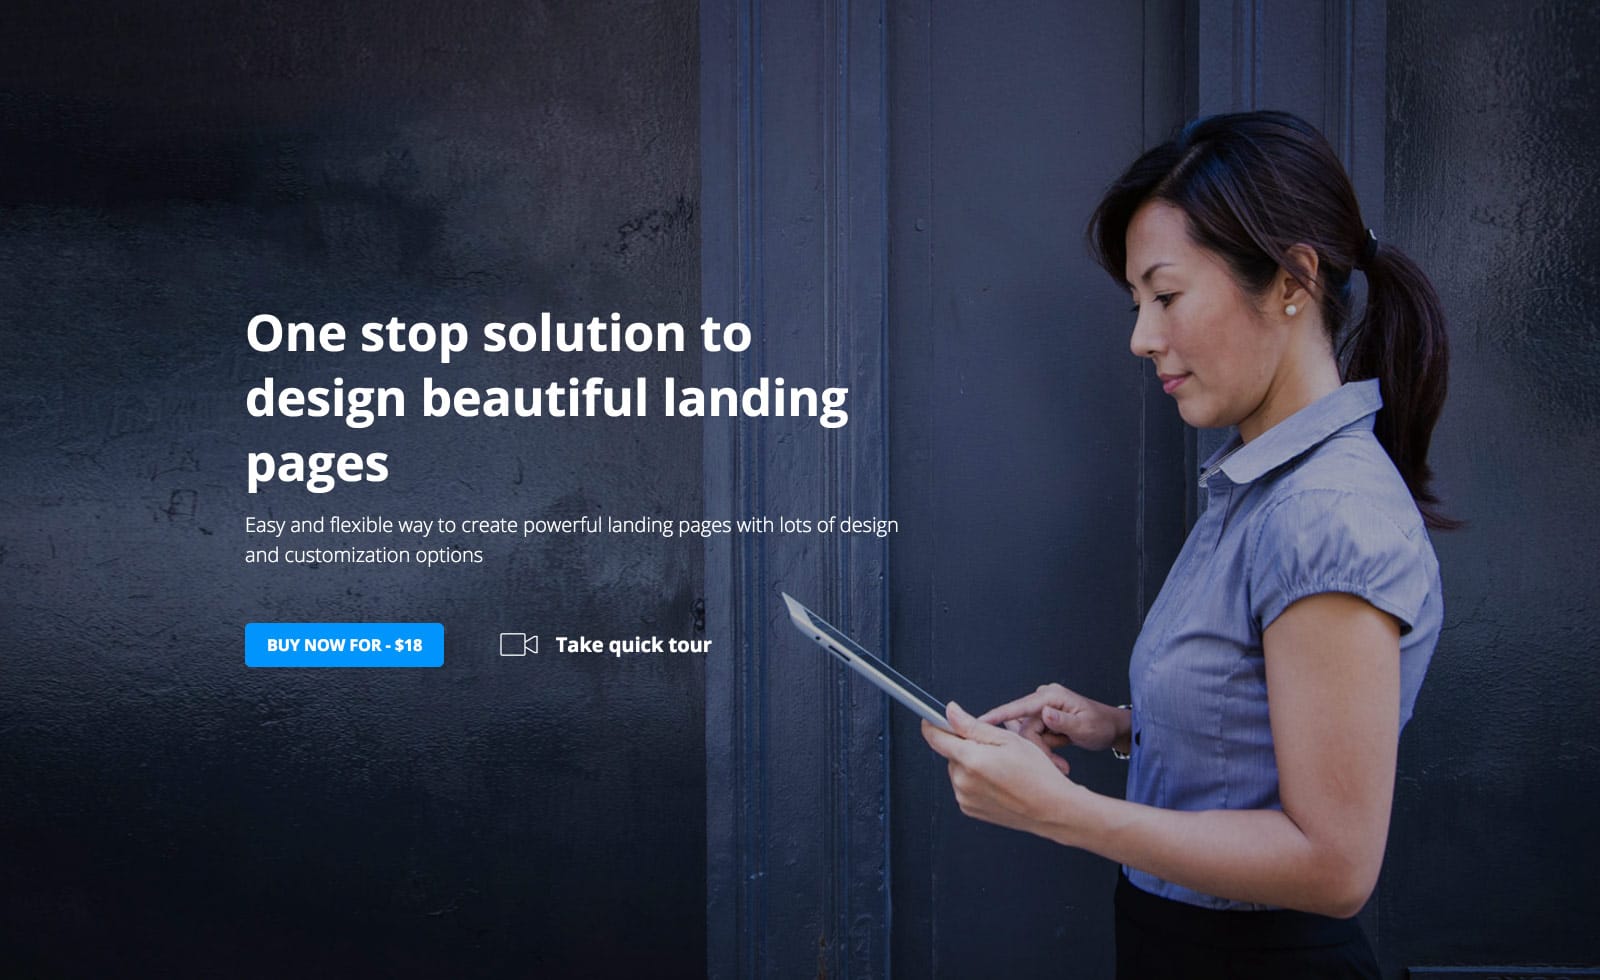 One stop solution to
design beautiful landing
pages
Easy and flexible way to create powerful landing pages with lots of design
and customization options
BUY NOW FOR - $18
Take quick tour